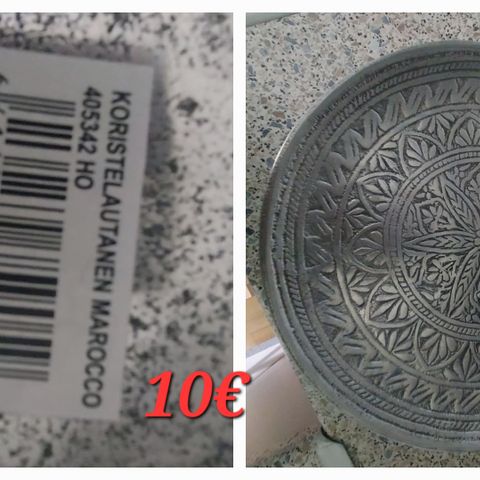 KORISTELAUTANEN MAROCCO
405342 HO
10€